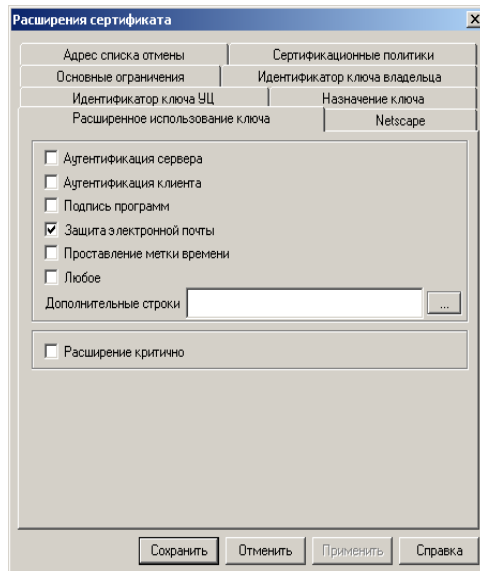 Расширения сертификата
Адрес списка отмены
Сертификационные политики
Основные ограничения
Идентификатор ключа владельца
Идентификатор ключа УЦ
Назначение ключа
Расширенное использование ключа
Netscape
Аутентификация сервера
Аутентификация клиента
Подпись программ
Защита электронной почты
Проставление метки времени
Любое
Дополнительные строки
...
Расширение критично
Сохранить
Отменить
Применить
Справка